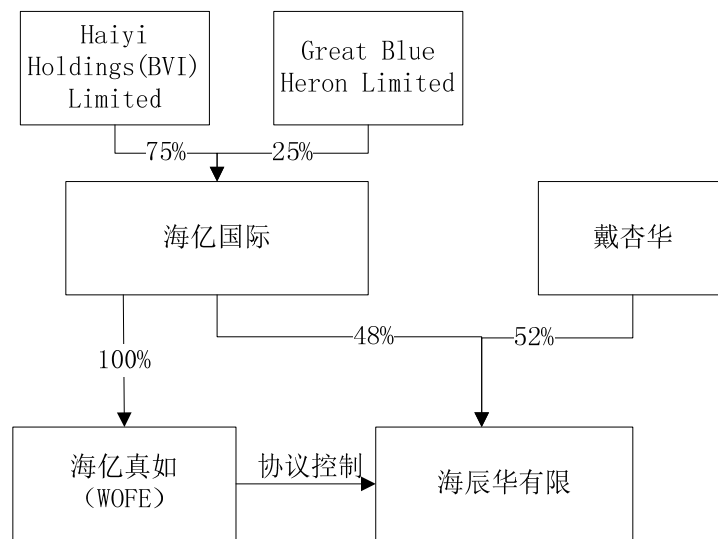 Haiyi
Holdings(BVI)
Limited
Great Blue
Heron Limited
75%
25%
海亿国际
戴杏华
100%
48%
52%
海亿真如
（WOFE）
协议控制
海辰华有限